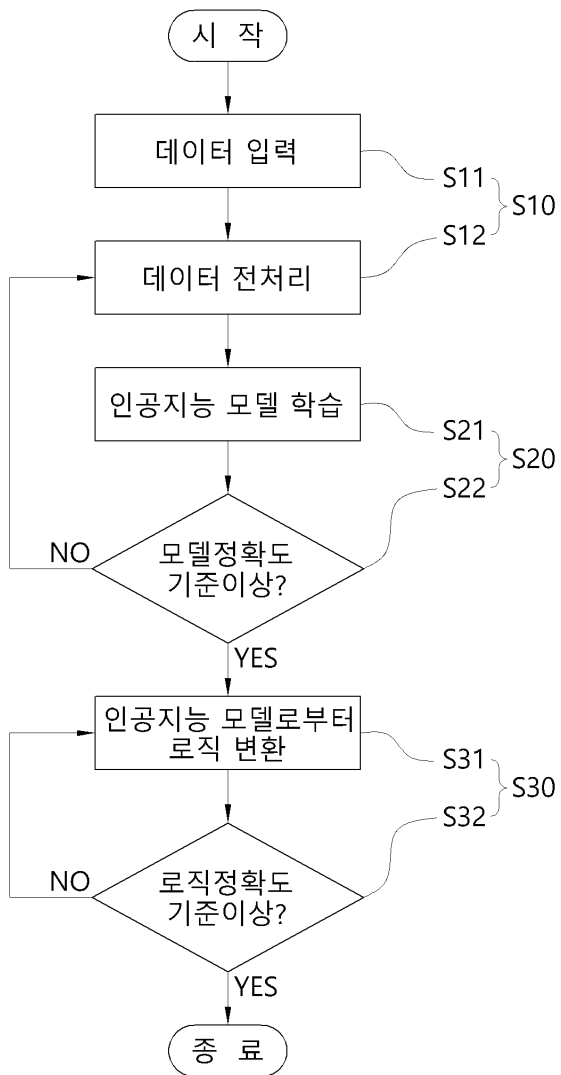 시 작
데이터 입력
S11
S10
S12
데이터 전처리
인공지능 모델 학습
S21
S20
S22
NO
모델정확도
기준이상?
YES
인공지능 모델로부터
로직 변환
S31
S30
S32
NO
로직정확도
기준이상?
YES
종 료